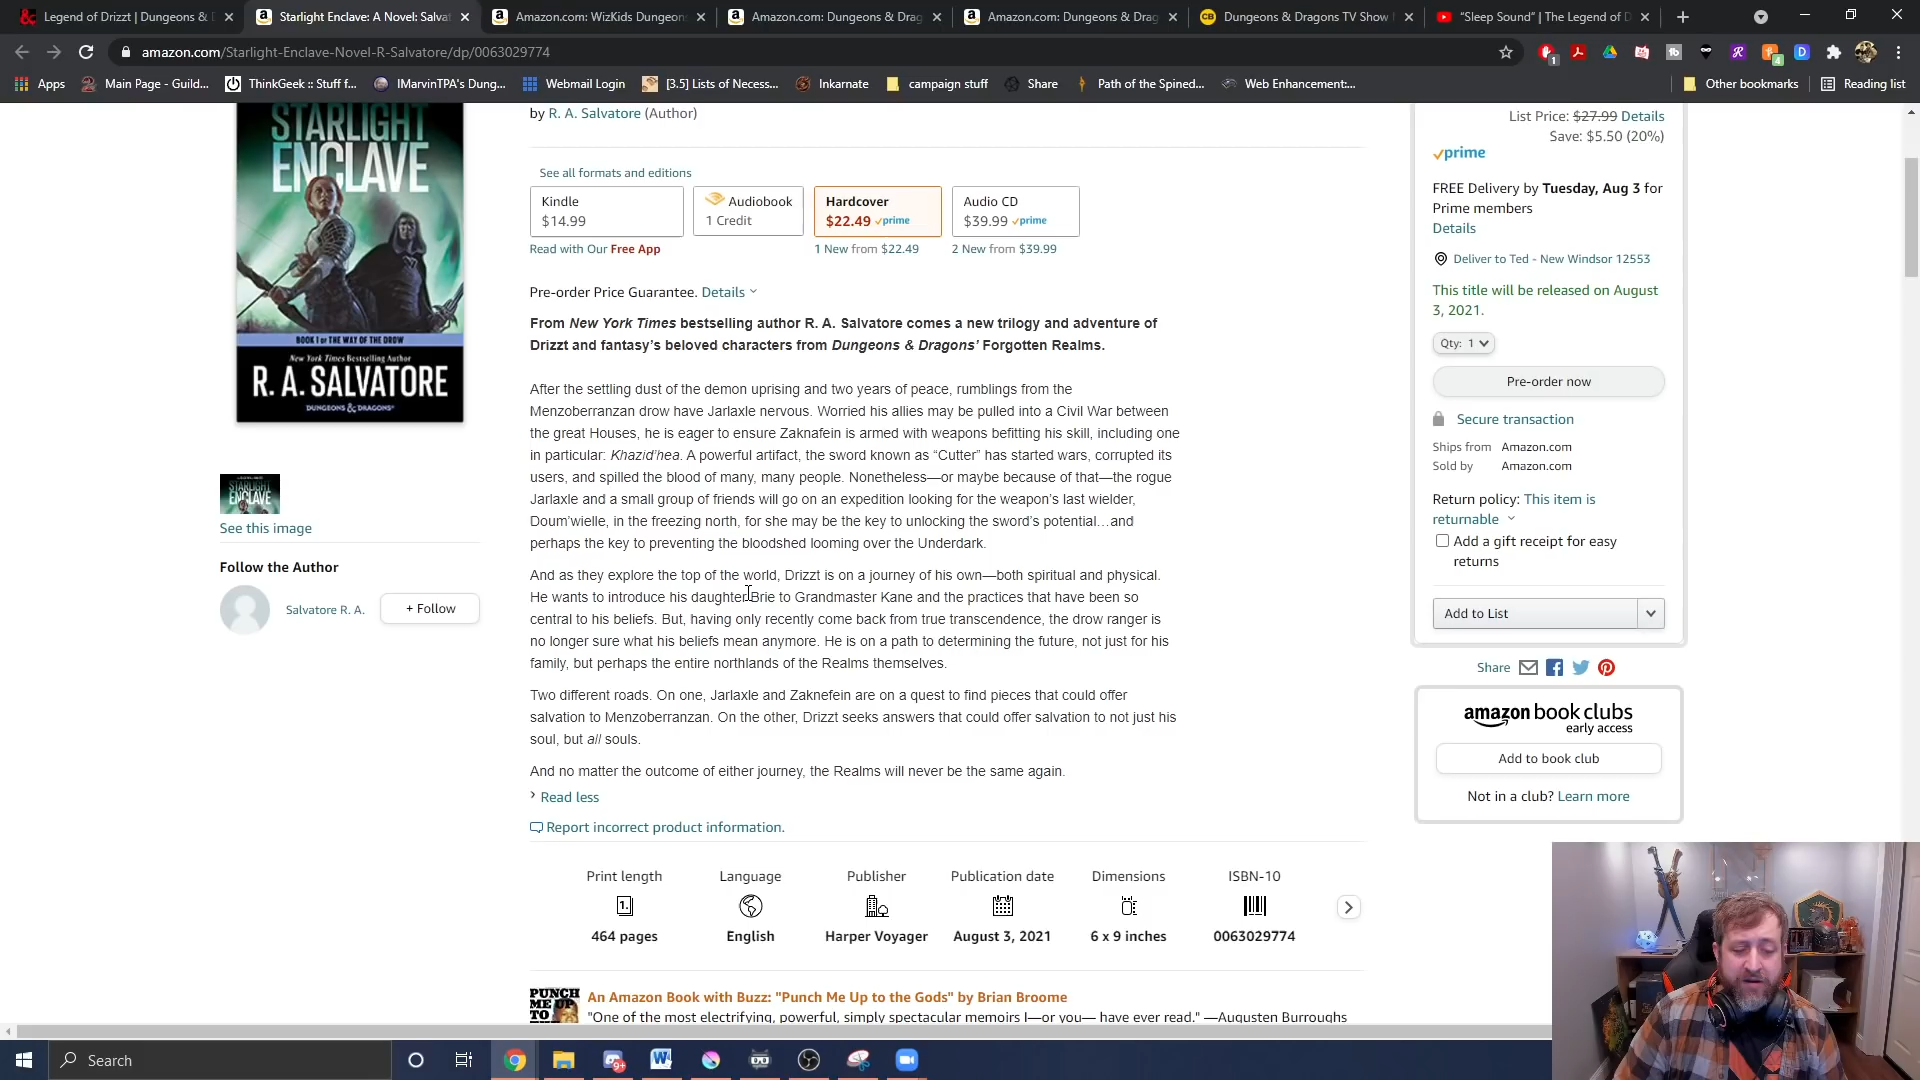 Legend of Drizzt | Dungeons & D
Starlight Enclave: A Novel: Salvat
Amazon.com: WizKids Dungeons
Amazon.com: Dungeons & Drag
Amazon.com: Dungeons & Drag
Dungeons & Dragons TV Show
"Sleep Sound" | The Legend of D
amazon.com/Starlight-Enclave-Novel-R-Salvatore/dp/0063029774
Apps
Main Page - Guild...
ThinkGeek :: Stuff f...
IMarvinTPA's Dung...
Webmail Login
[3.5] Lists of Necess...
Inkarnate
campaign stuff
Share
Path of the Spined...
Web Enhancement:...
Other bookmarks
Reading list
STARLIGHT
ENCLAVE
BOOK 1 OF THE WAY OF THE DROW
New York Times Bestselling Author
R. A. SALVATORE
DUNGEONS & DRAGONS
STARLIGHT
ENCLAVE
See this image
Follow the Author
Salvatore R. A.
+ Follow
by R. A. Salvatore (Author)
See all formats and editions
Kindle
$14.99
Read with Our Free App
Audiobook
1 Credit
Hardcover
$22.49 prime
1 New from $22.49
Audio CD
$39.99 prime
2 New from $39.99
Pre-order Price Guarantee. Details
From New York Times bestselling author R. A. Salvatore comes a new trilogy and adventure of
Drizzt and fantasy's beloved characters from Dungeons & Dragons' Forgotten Realms.
After the settling dust of the demon uprising and two years of peace, rumblings from the
Menzoberranzan drow have Jarlaxle nervous. Worried his allies may be pulled into a Civil War between
the great Houses, he is eager to ensure Zaknafein is armed with weapons befitting his skill, including one
in particular: Khazid'hea. A powerful artifact, the sword known as "Cutter" has started wars, corrupted its
users, and spilled the blood of many, many people. Nonetheless—or maybe because of that—the rogue
Jarlaxle and a small group of friends will go on an expedition looking for the weapon's last wielder,
Doum'wielle, in the freezing north, for she may be the key to unlocking the sword's potential…and
perhaps the key to preventing the bloodshed looming over the Underdark.
And as they explore the top of the world, Drizzt is on a journey of his own—both spiritual and physical.
He wants to introduce his daughter Brie to Grandmaster Kane and the practices that have been so
central to his beliefs. But, having only recently come back from true transcendence, the drow ranger is
no longer sure what his beliefs mean anymore. He is on a path to determining the future, not just for his
family, but perhaps the entire northlands of the Realms themselves.
Two different roads. On one, Jarlaxle and Zaknefein are on a quest to find pieces that could offer
salvation to Menzoberranzan. On the other, Drizzt seeks answers that could offer salvation to not just his
soul, but all souls.
And no matter the outcome of either journey, the Realms will never be the same again.
Read less
Report incorrect product information.
Print length
464 pages
Language
English
Publisher
Harper Voyager
Publication date
August 3, 2021
Dimensions
6 x 9 inches
ISBN-10
0063029774
PUNCH
ME UP
TO
An Amazon Book with Buzz: "Punch Me Up to the Gods" by Brian Broome
"One of the most electrifying, powerful, simply spectacular memoirs I—or you— have ever read." —Augusten Burroughs
List Price: $27.99 Details
Save: $5.50 (20%)
prime
FREE Delivery by Tuesday, Aug 3 for
Prime members
Details
Deliver to Ted - New Windsor 12553
This title will be released on August
3, 2021.
Qty: 1
Pre-order now
Secure transaction
Ships from Amazon.com
Sold by Amazon.com
Return policy: This item is
returnable
Add a gift receipt for easy
returns
Add to List
Share
amazon book clubs
early access
Add to book club
Not in a club? Learn more
Search